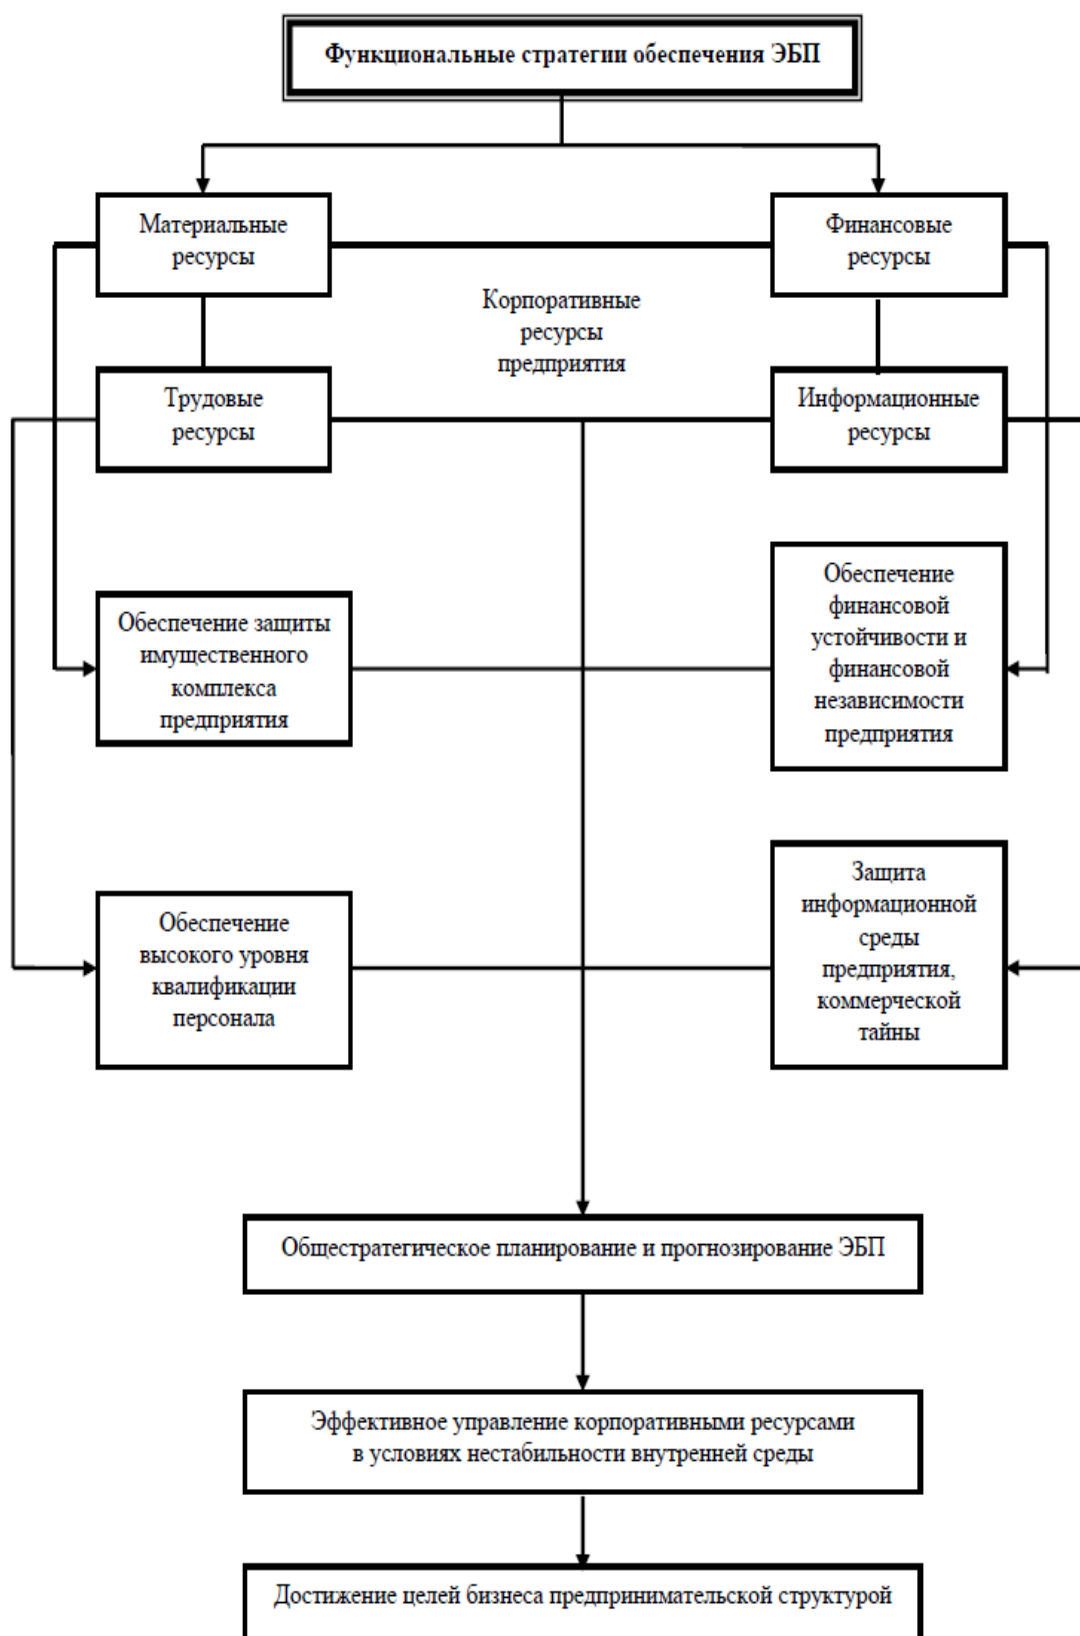 Функциональные стратегии обеспечения ЭБП
Материальные
ресурсы
Финансовые
ресурсы
Корпоративные
ресурсы
предприятия
Трудовые
ресурсы
Информационные
ресурсы
Обеспечение защиты
имущественного
комплекса
предприятия
Обеспечение
финансовой
устойчивости и
финансовой
независимости
предприятия
Обеспечение
высокого уровня
квалификации
персонала
Защита
информационной
среды
предприятия,
коммерческой
тайны
Общестратегическое планирование и прогнозирование ЭБП
Эффективное управление корпоративными ресурсами
в условиях нестабильности внутренней среды
Достижение целей бизнеса предпринимательской структурой